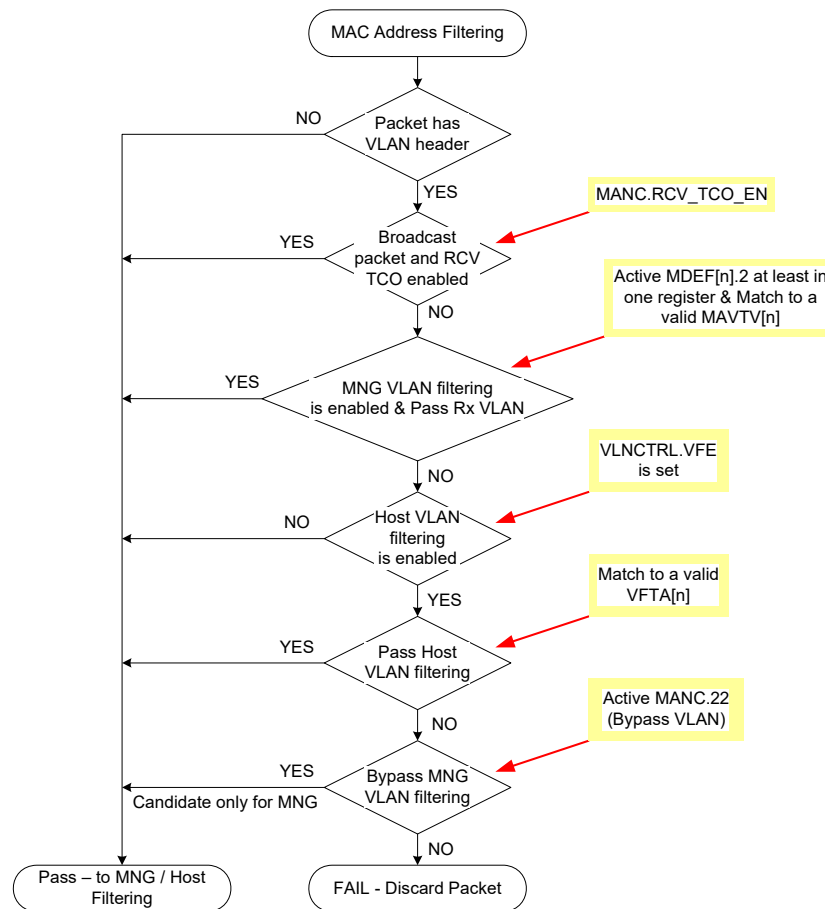 MAC Address Filtering
NO
Packet has
VLAN header
YES
MANC.RCV_TCO_EN
YES
Broadcast
packet and RCV
TCO enabled
Active MDEF[n].2 at least in
one register & Match to a
valid MAVTV[n]
NO
YES
MNG VLAN filtering
is enabled & Pass Rx VLAN
VLNCTRL.VFE
is set
NO
NO
Host VLAN
filtering
is enabled
Match to a valid
VFTA[n]
YES
YES
Pass Host
VLAN filtering
Active MANC.22
(Bypass VLAN)
NO
YES
Bypass MNG
VLAN filtering
Candidate only for MNG
NO
Pass – to MNG / Host
Filtering
FAIL - Discard Packet